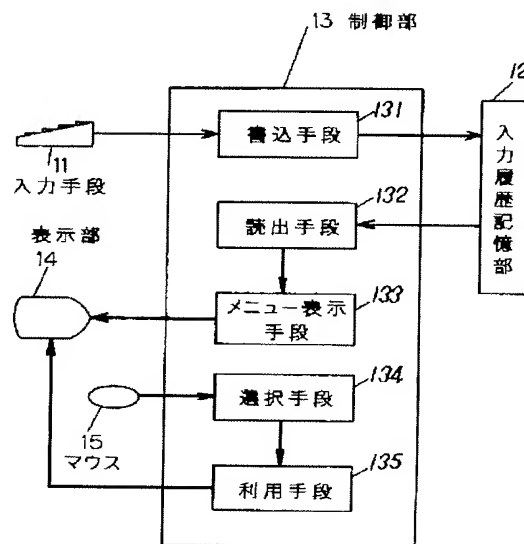 13 制御部
131
書込手段
11
入力手段
12
入力履歴記憶部
132
読出手段
表示部
14
133
メニュー表示
手段
134
選択手段
15
マウス
135
利用手段